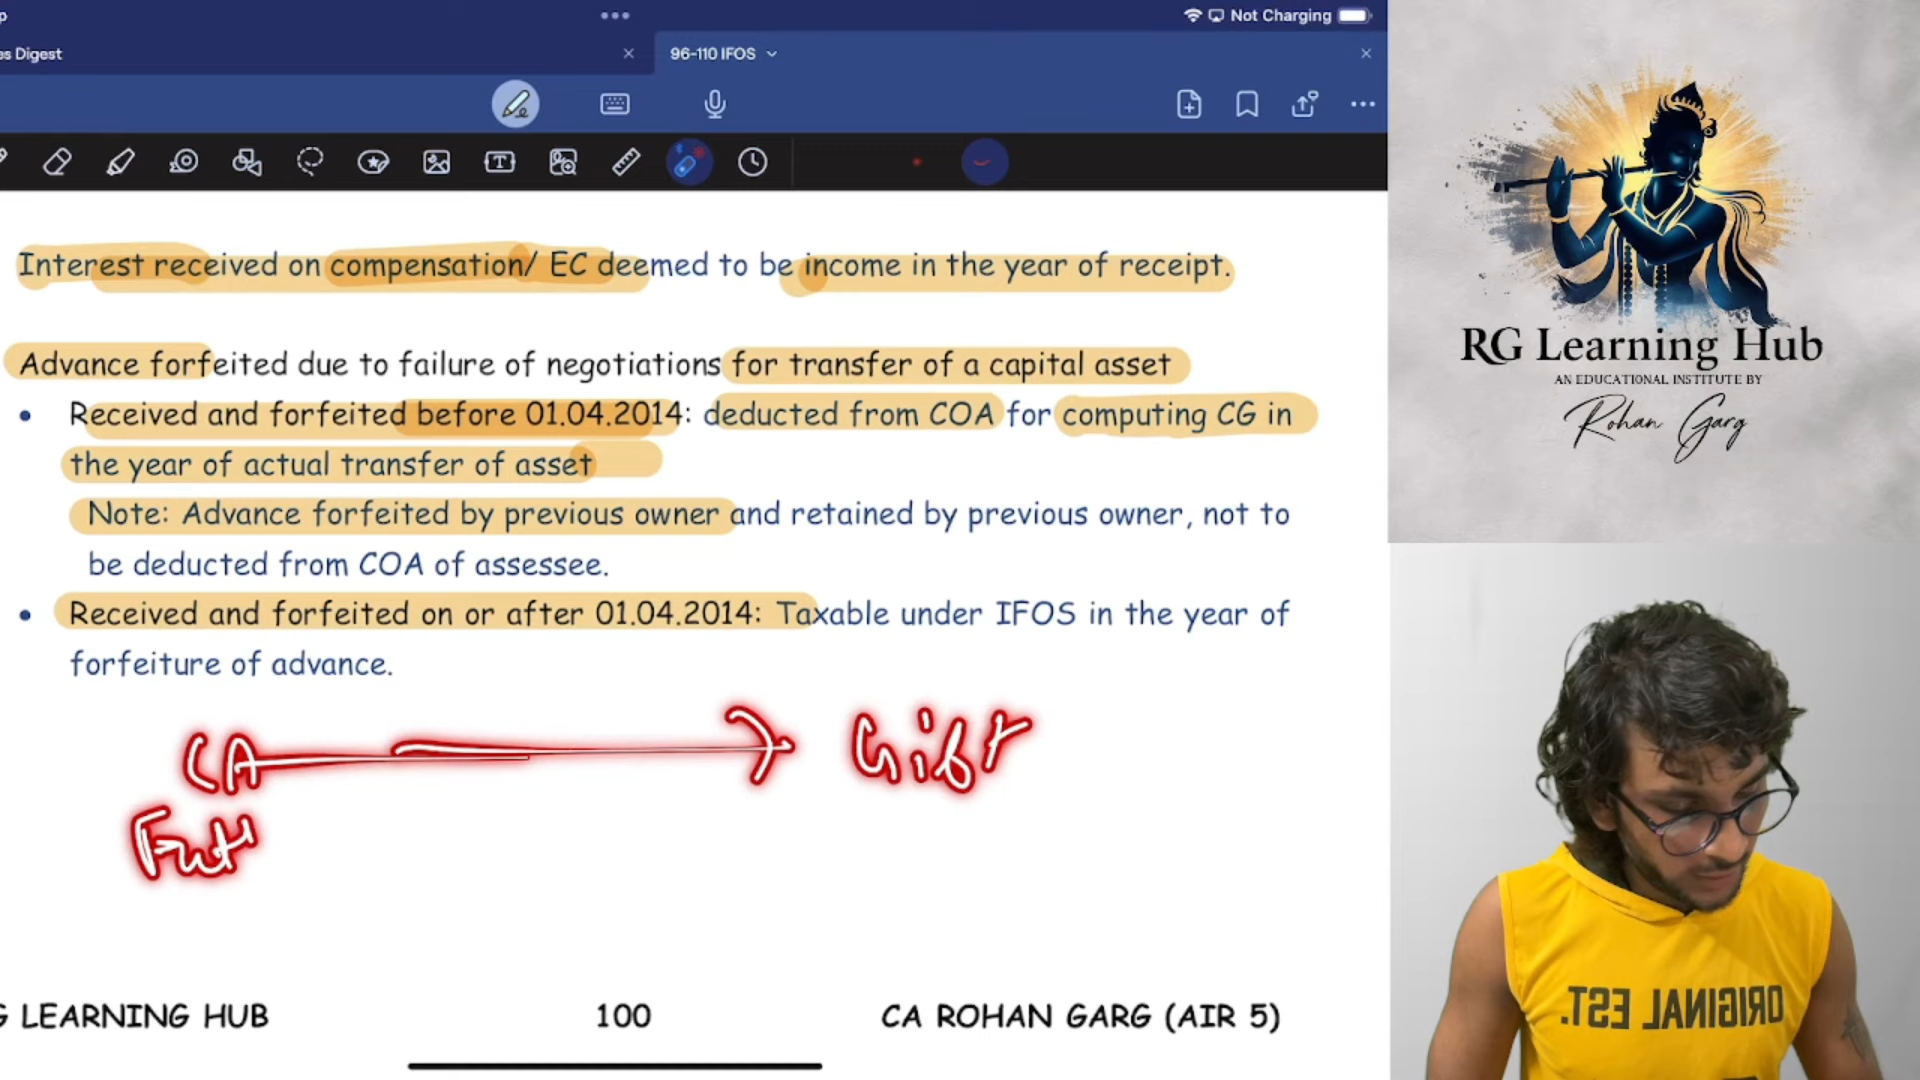 Not Charging
es Digest
96-110 IFOS
Interest received on compensation/ EC deemed to be income in the year of receipt.
Advance forfeited due to failure of negotiations for transfer of a capital asset
• Received and forfeited before 01.04.2014: deducted from COA for computing CG in
the year of actual transfer of asset
Note: Advance forfeited by previous owner and retained by previous owner, not to
be deducted from COA of assessee.
• Received and forfeited on or after 01.04.2014: Taxable under IFOS in the year of
forfeiture of advance.
CA
Gift
G LEARNING HUB
100
CA ROHAN GARG (AIR 5)
RG Learning Hub
AN EDUCATIONAL INSTITUTE BY
Rohan Garg
ORIGINAL EST.